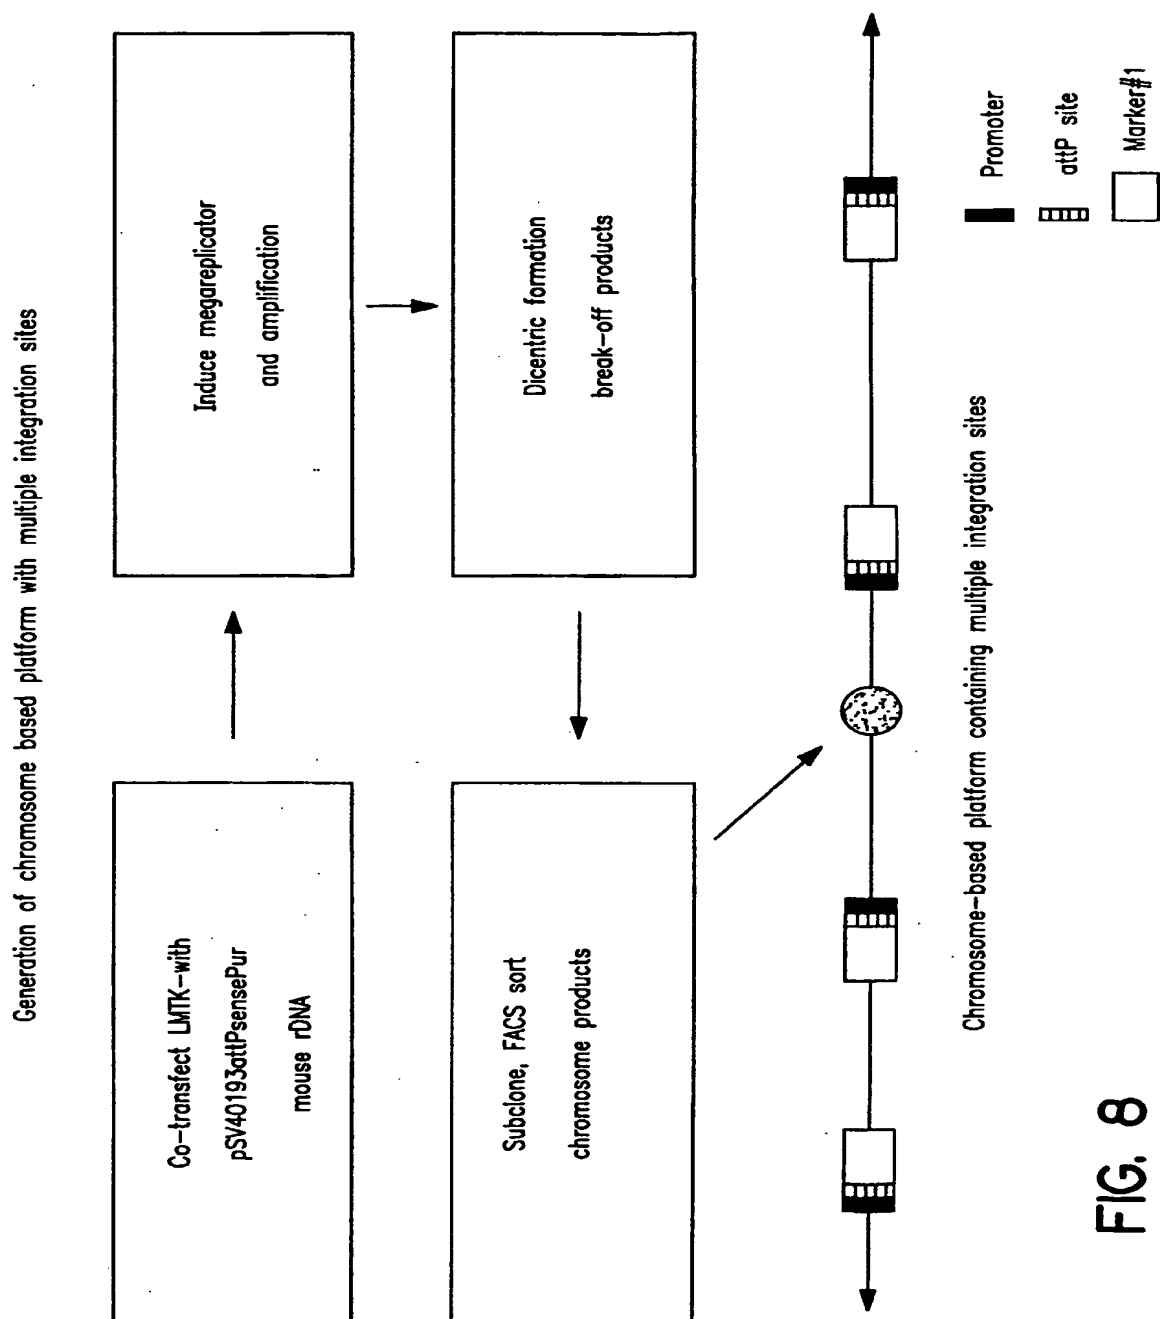 Generation of chromosome based platform with multiple integration sites
Co-transfect LMTK-with
pSV40193attPsensePur
mouse rDNA
Induce megareplicator
and amplification
Subclone, FACS sort
chromosome products
Dicentric formation
break-off products
Chromosome-based platform containing multiple integration sites
Promoter
attP site
Marker#1
FIG. 8